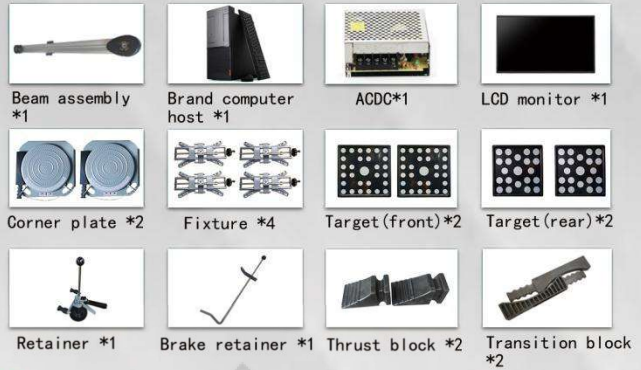 Beam assembly
*1
Brand computer
host *1
ACDC*1
LCD monitor *1
Corner plate *2
Fixture *4
Target(front)*2
Target(rear)*2
Retainer *1
Brake retainer *1
Thrust block *2
Transition block
*2